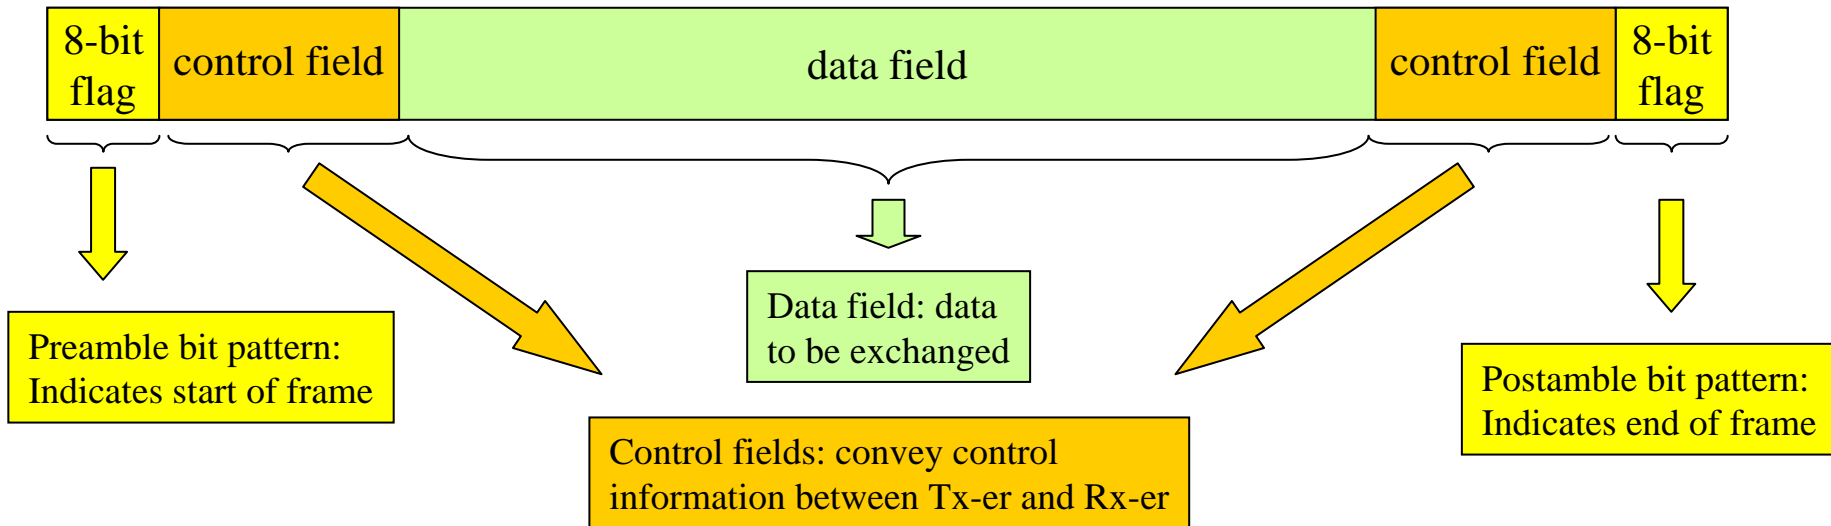 8-bit
flag
control field
data field
control field
8-bit
flag
Preamble bit pattern:
Indicates start of frame
Data field: data
to be exchanged
Control fields: convey control
information between Tx-er and Rx-er
Postamble bit pattern:
Indicates end of frame